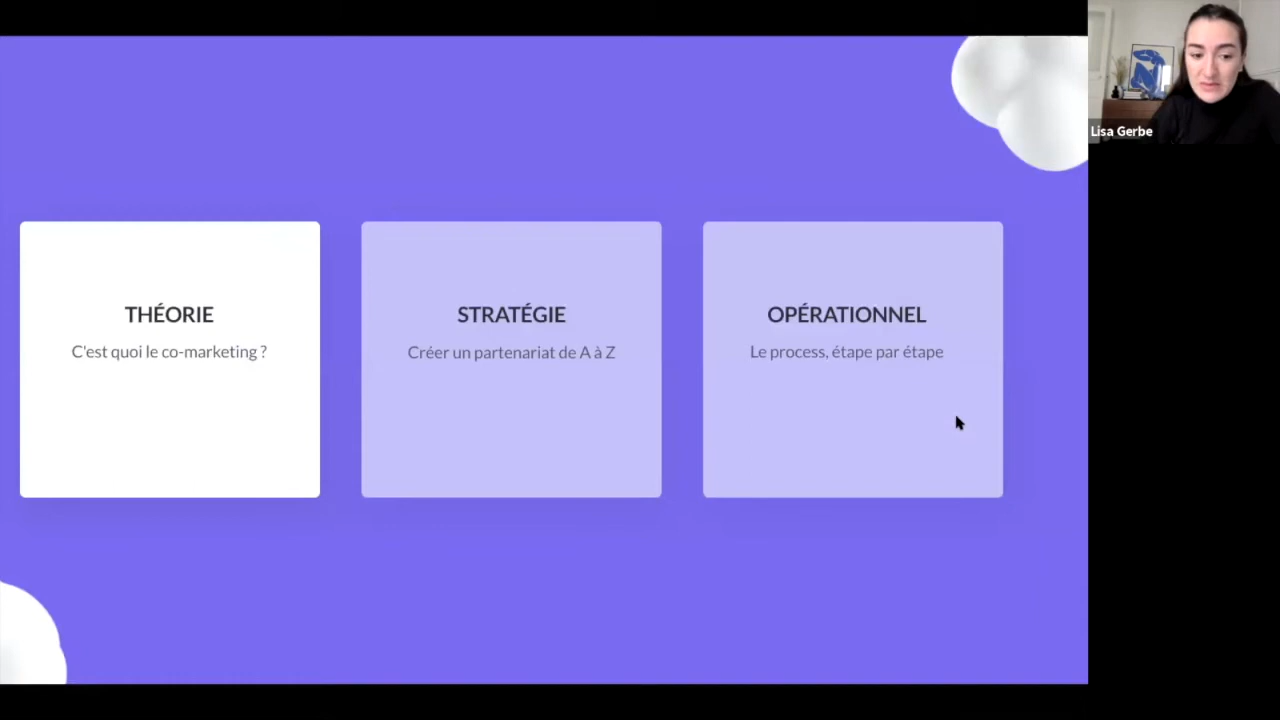 Lisa Gerbe
THÉORIE
C'est quoi le co-marketing ?
STRATÉGIE
Créer un partenariat de A à Z
OPÉRATIONNEL
Le process, étape par étape